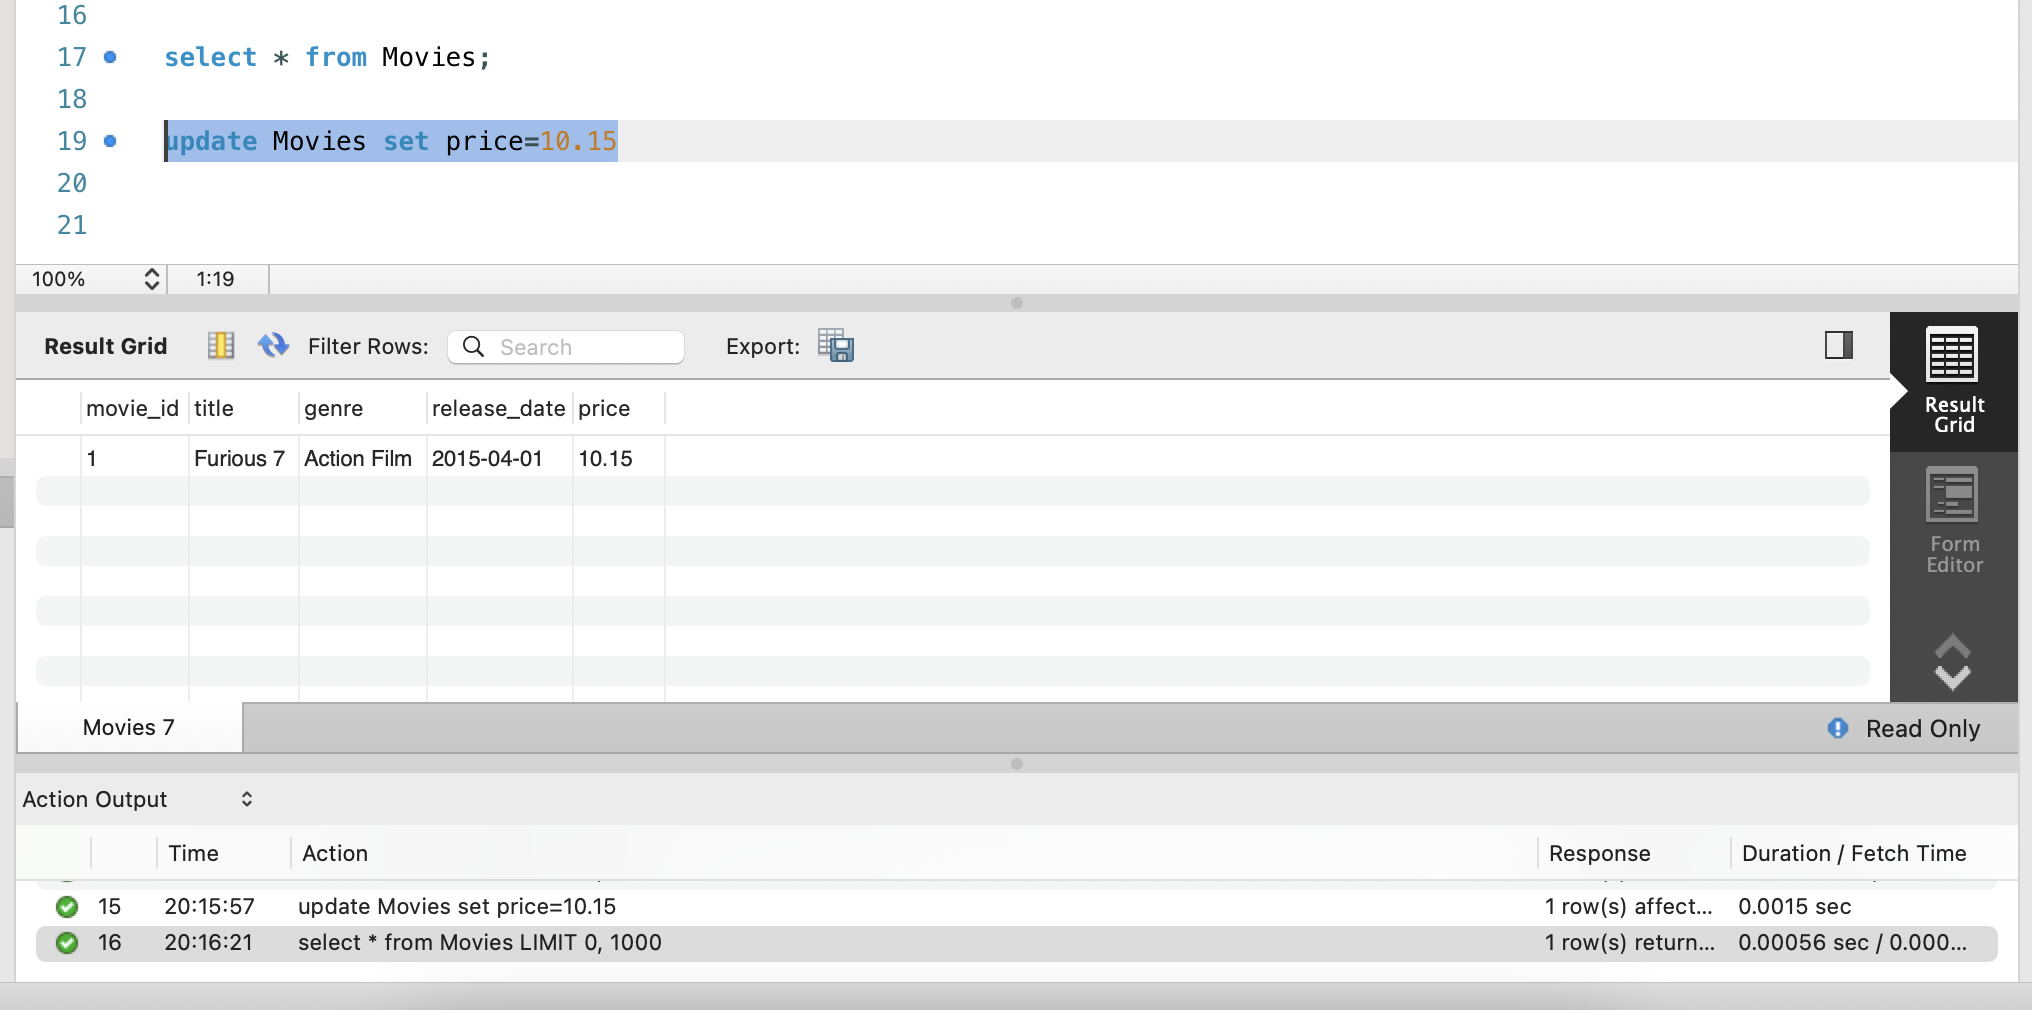 16
17 select * from Movies;
18
19 update Movies set price=10.15
20
21
100% 1:19
Result Grid Filter Rows: Search Export:
Result Grid
Form Editor
movie_id title genre release_date price
1 Furious 7 Action Film 2015-04-01 10.15
Movies 7 Read Only
Action Output
Time Action Response Duration / Fetch Time
15 20:15:57 update Movies set price=10.15 1 row(s) affect... 0.0015 sec
16 20:16:21 select * from Movies LIMIT 0, 1000 1 row(s) return... 0.00056 sec / 0.000...